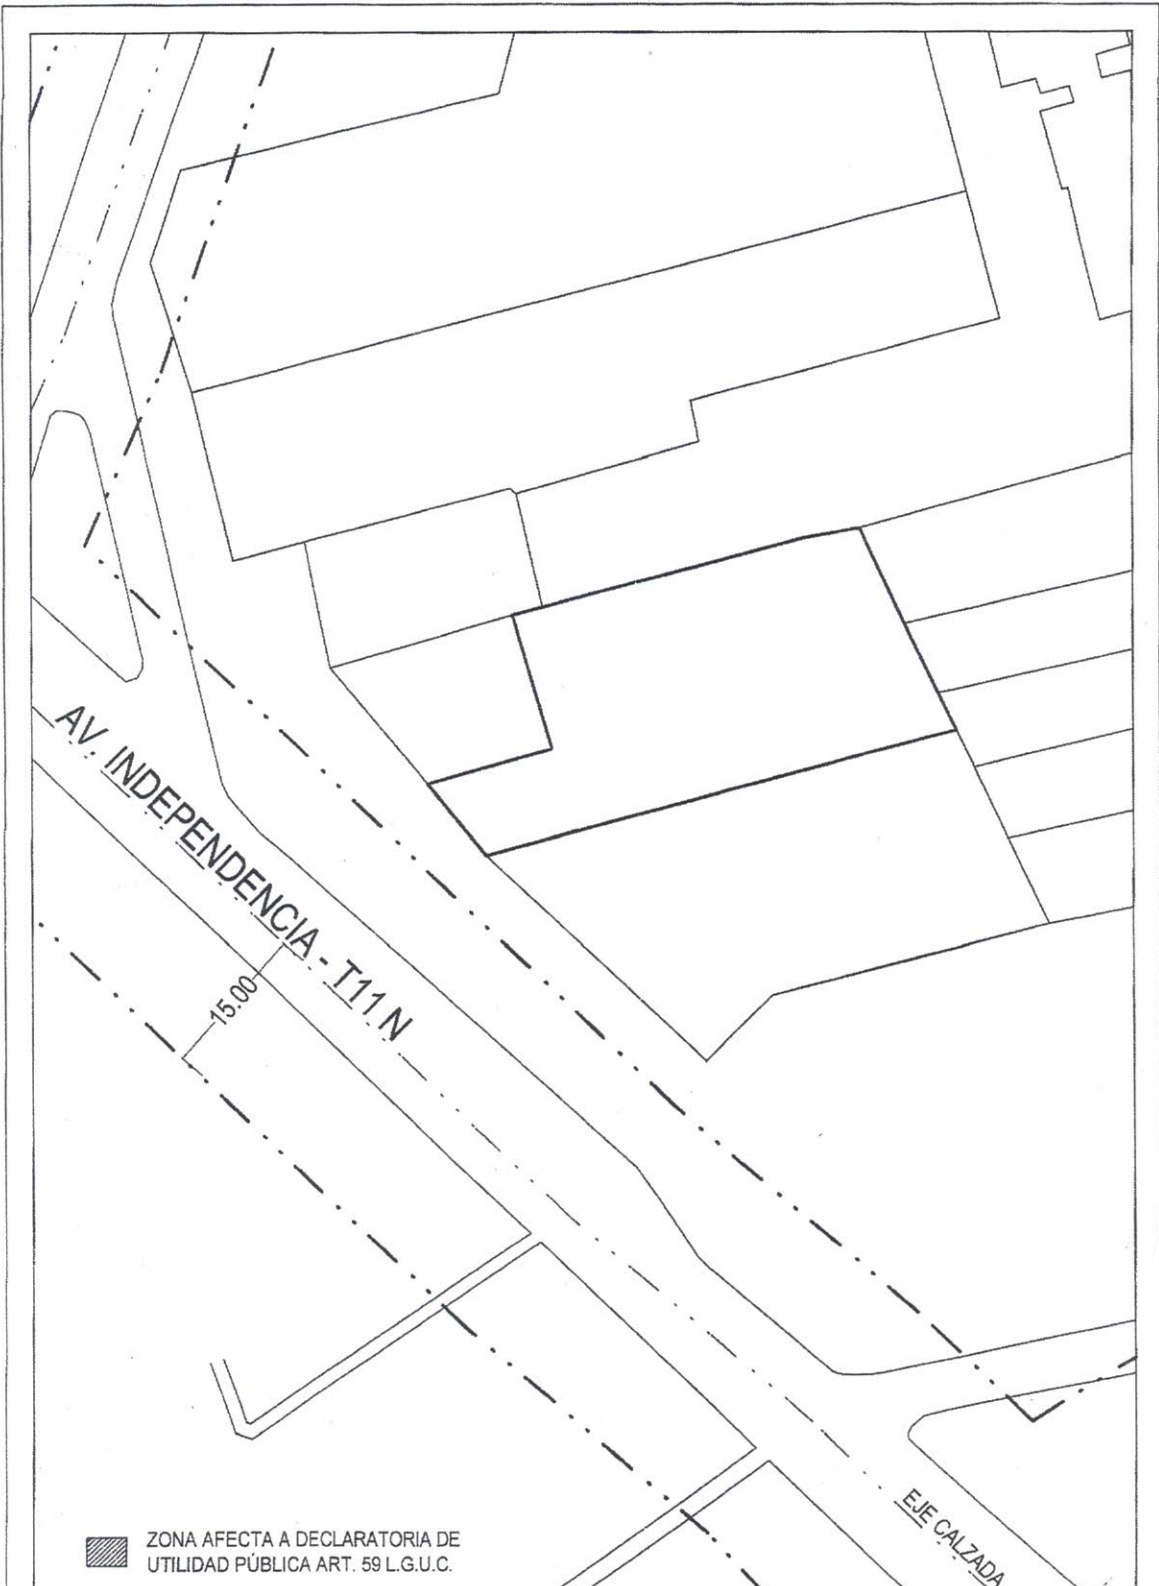 AV. INDEPENDENCIA - T11 N
15.00
EJE CALZADA
ZONA AFECTA A DECLARATORIA DE
UTILIDAD PÚBLICA ART. 59 L.G.U.C.